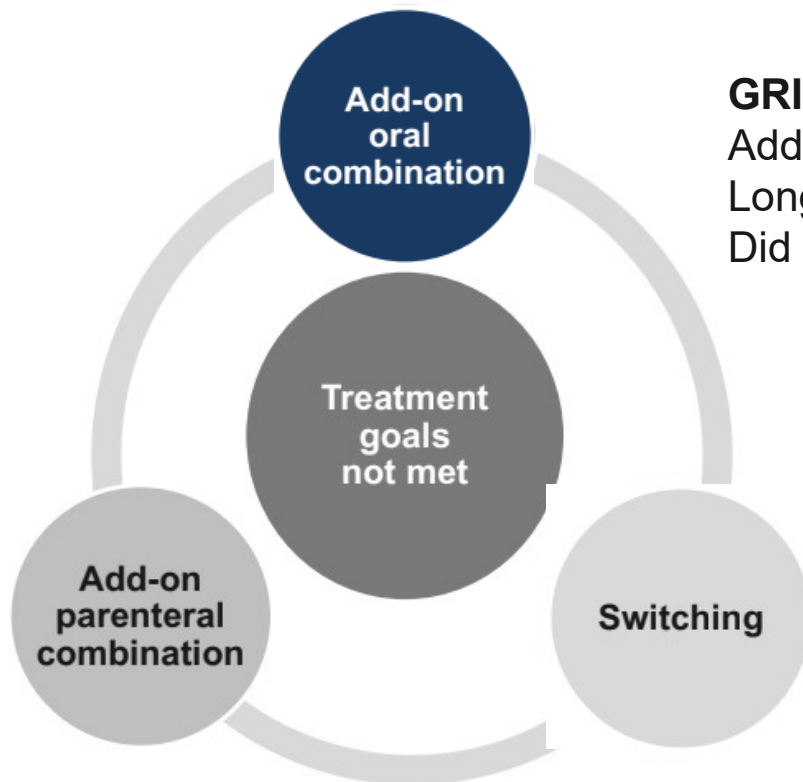 Add-on
oral
combination
GRI
Add
Long
Did
Treatment
goals
not met
Add-on
parenteral
combination
Switching